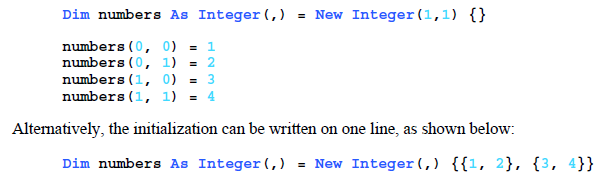 Dim numbers As Integer(,) = New Integer(1,1) {}
numbers(0, 0) = 1
numbers(0, 1) = 2
numbers(1, 0) = 3
numbers(1, 1) = 4
Alternatively, the initialization can be written on one line, as shown below:
Dim numbers As Integer(,) = New Integer(,) {{1, 2}, {3, 4}}